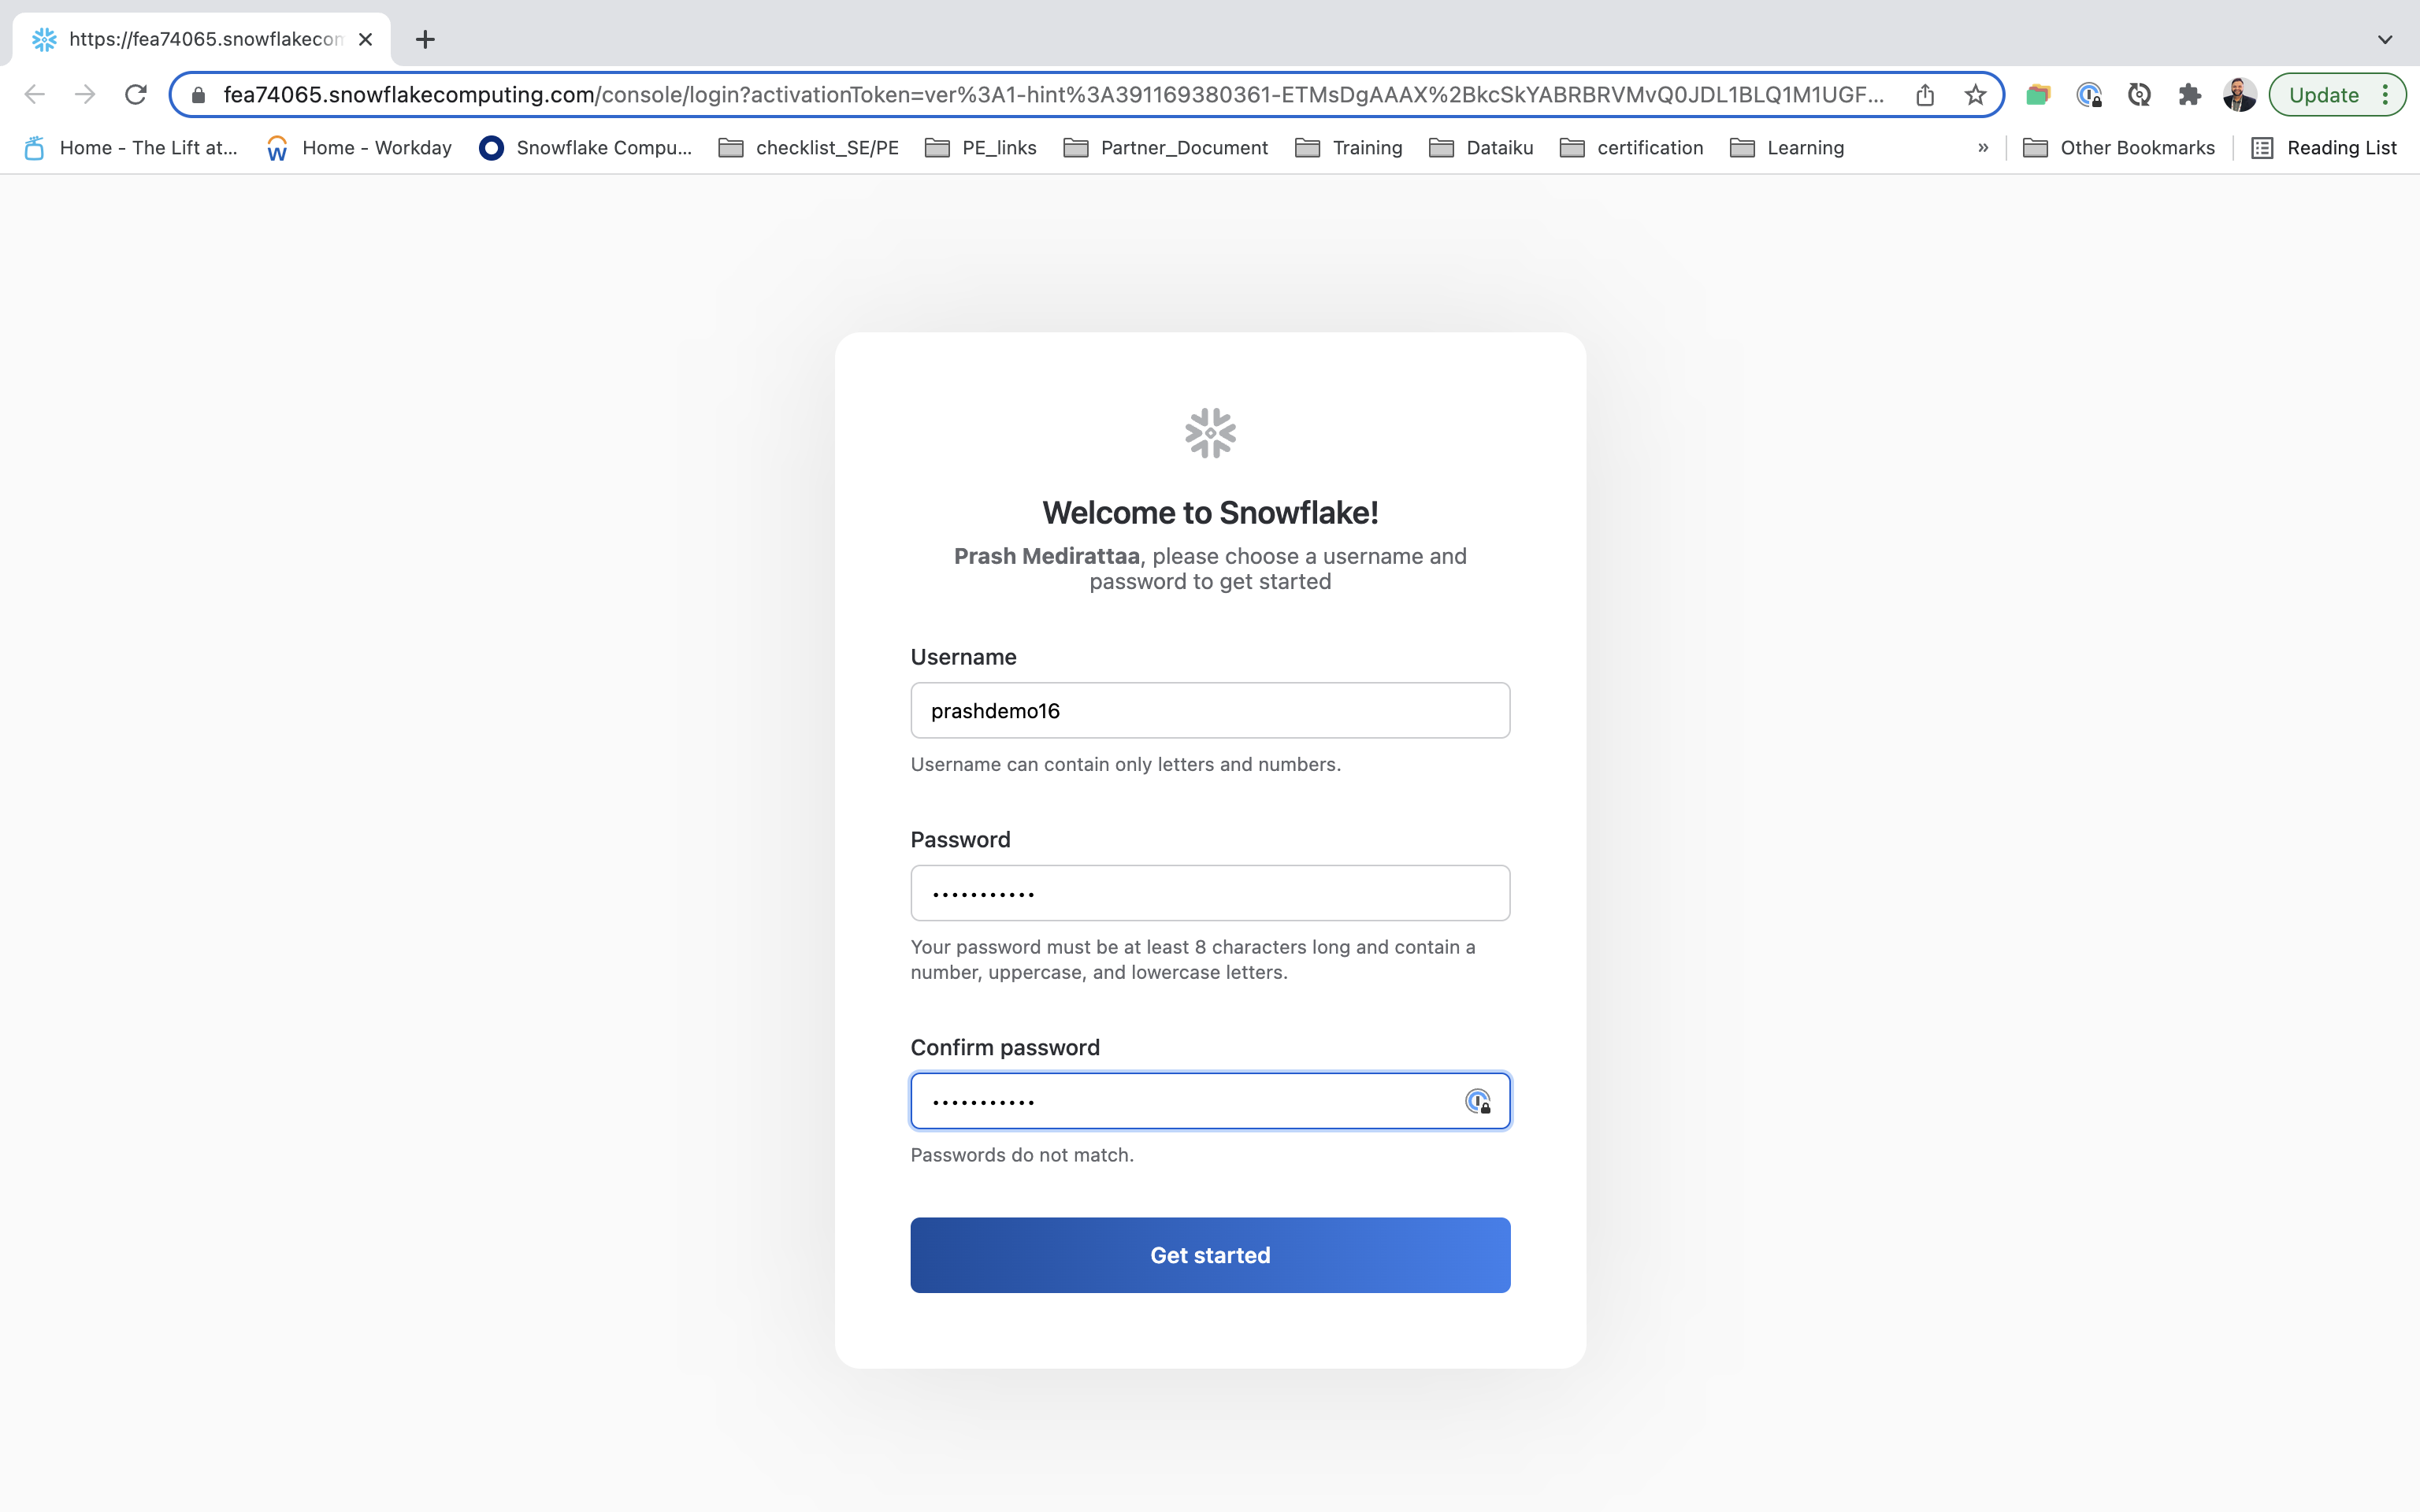 https://fea74065.snowflakecom
fea74065.snowflakecomputing.com/console/login?activationToken=ver%3A1-hint%3A391169380361-ETMsDgAAAX%2BkcSkYABRBRVMvQ0JDL1BLQ1M1UGF...
Update
Home - The Lift at...
Home - Workday
Snowflake Compu...
checklist_SE/PE
PE_links
Partner_Document
Training
Dataiku
certification
Learning
»
Other Bookmarks
Reading List
Welcome to Snowflake!
Prash Medirattaa, please choose a username and
password to get started
Username
prashdemo16
Username can contain only letters and numbers.
Password
•••••••••••
Your password must be at least 8 characters long and contain a
number, uppercase, and lowercase letters.
Confirm password
•••••••••••
Passwords do not match.
Get started